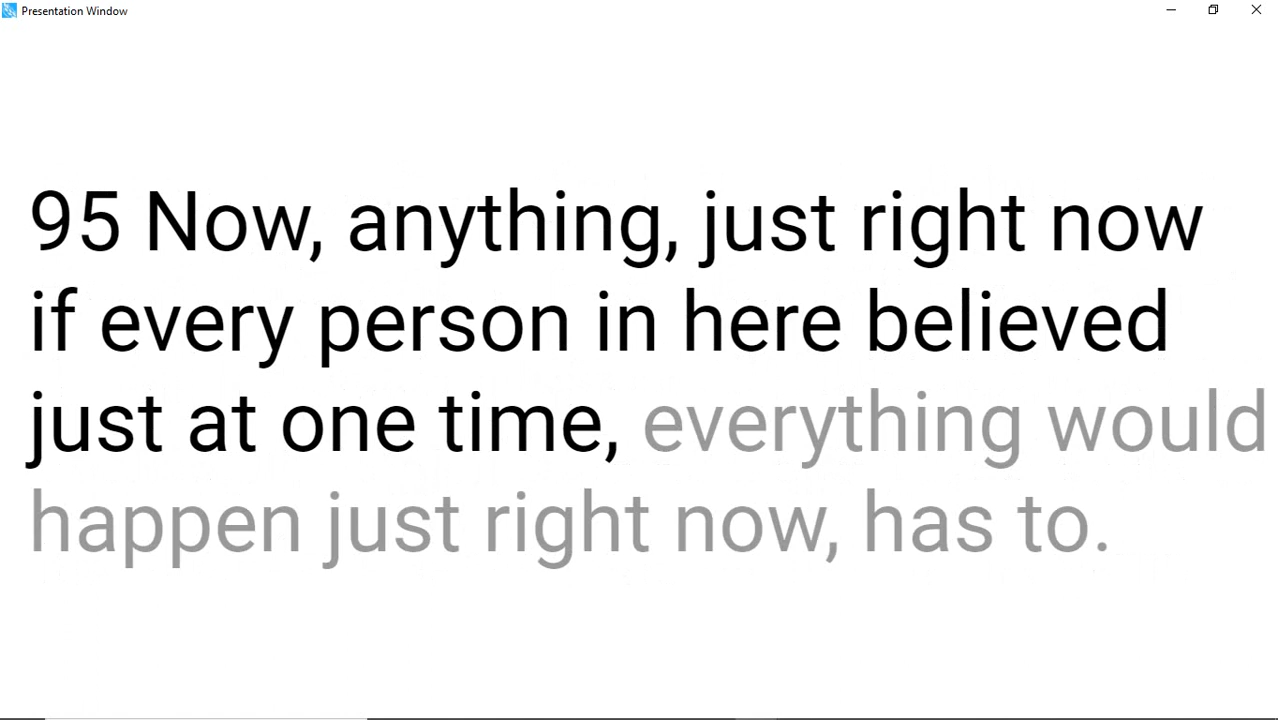 Presentation Window
95 Now, anything, just right now
if every person in here believed
just at one time, everything would
happen just right now, has to.